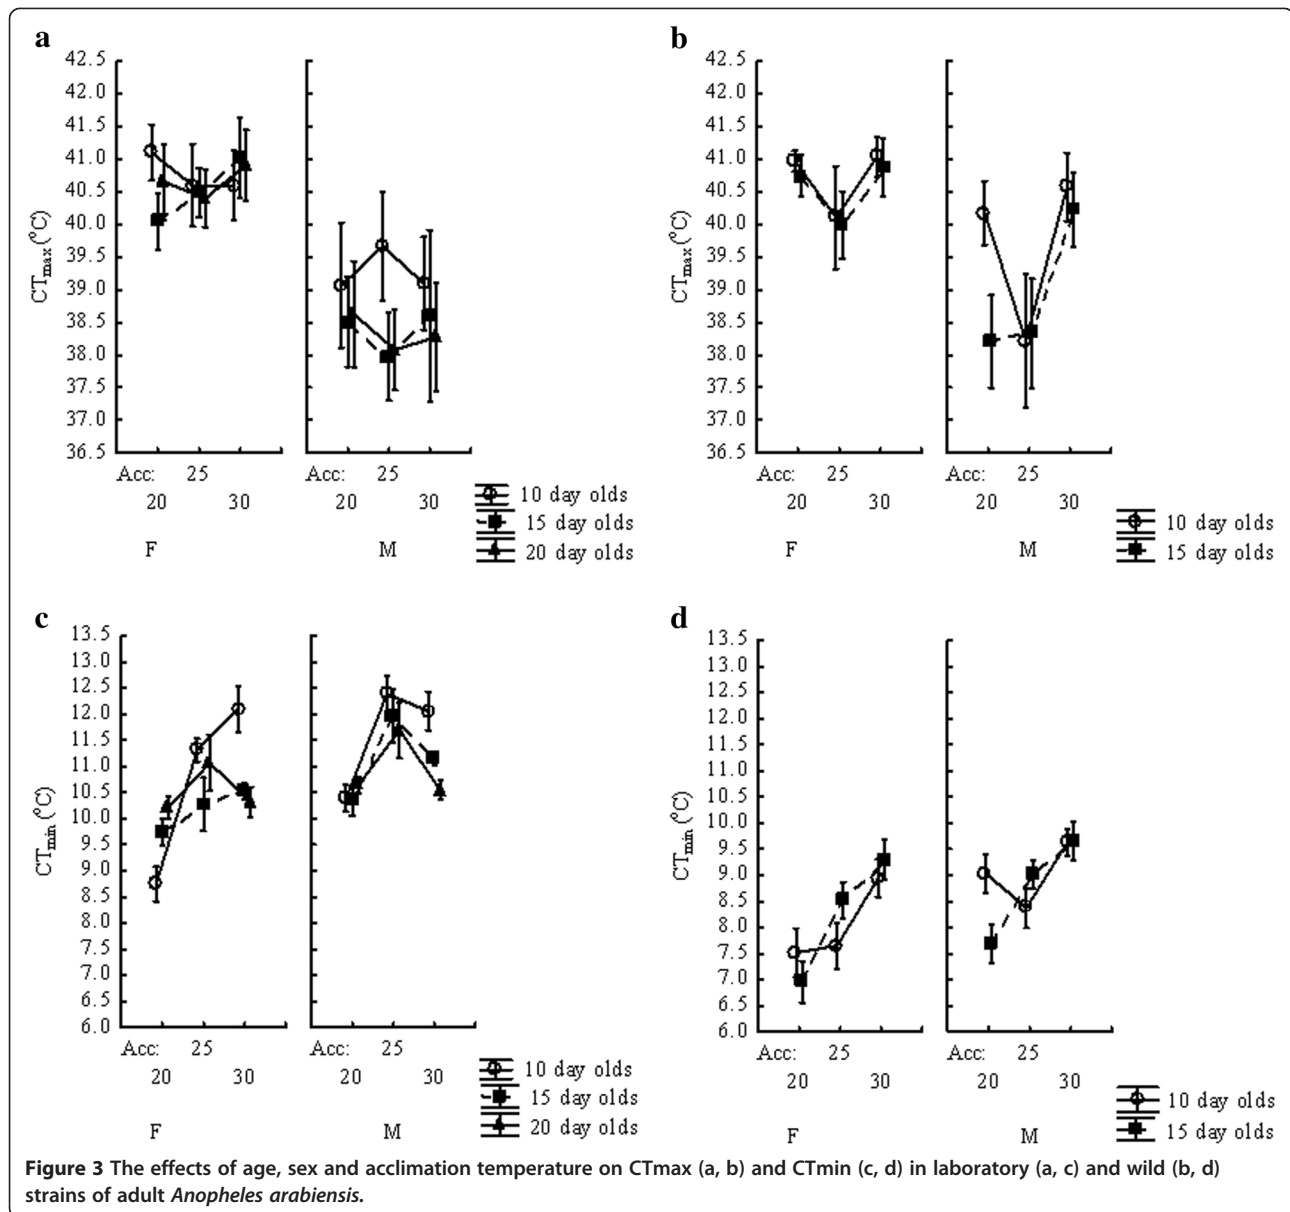 a
42.5
42.0
41.5
41.0
40.5
40.0
39.5
39.0
38.5
38.0
37.5
37.0
36.5
CTmax (°C)
Acc: 25
20 30
F
Acc: 25
20 30
M
10 day olds
15 day olds
20 day olds
b
42.5
42.0
41.5
41.0
40.5
40.0
39.5
39.0
38.5
38.0
37.5
37.0
36.5
CTmax (°C)
Acc: 25
20 30
F
Acc: 25
20 30
M
10 day olds
15 day olds
c
13.5
13.0
12.5
12.0
11.5
11.0
10.5
10.0
9.5
9.0
8.5
8.0
7.5
7.0
6.5
6.0
CTmin (°C)
Acc: 25
20 30
F
Acc: 25
20 30
M
10 day olds
15 day olds
20 day olds
d
13.5
13.0
12.5
12.0
11.5
11.0
10.5
10.0
9.5
9.0
8.5
8.0
7.5
7.0
6.5
6.0
CTmin (°C)
Acc: 25
20 30
F
Acc: 25
20 30
M
10 day olds
15 day olds
Figure 3 The effects of age, sex and acclimation temperature on CTmax (a, b) and CTmin (c, d) in laboratory (a, c) and wild (b, d)
strains of adult Anopheles arabiensis.